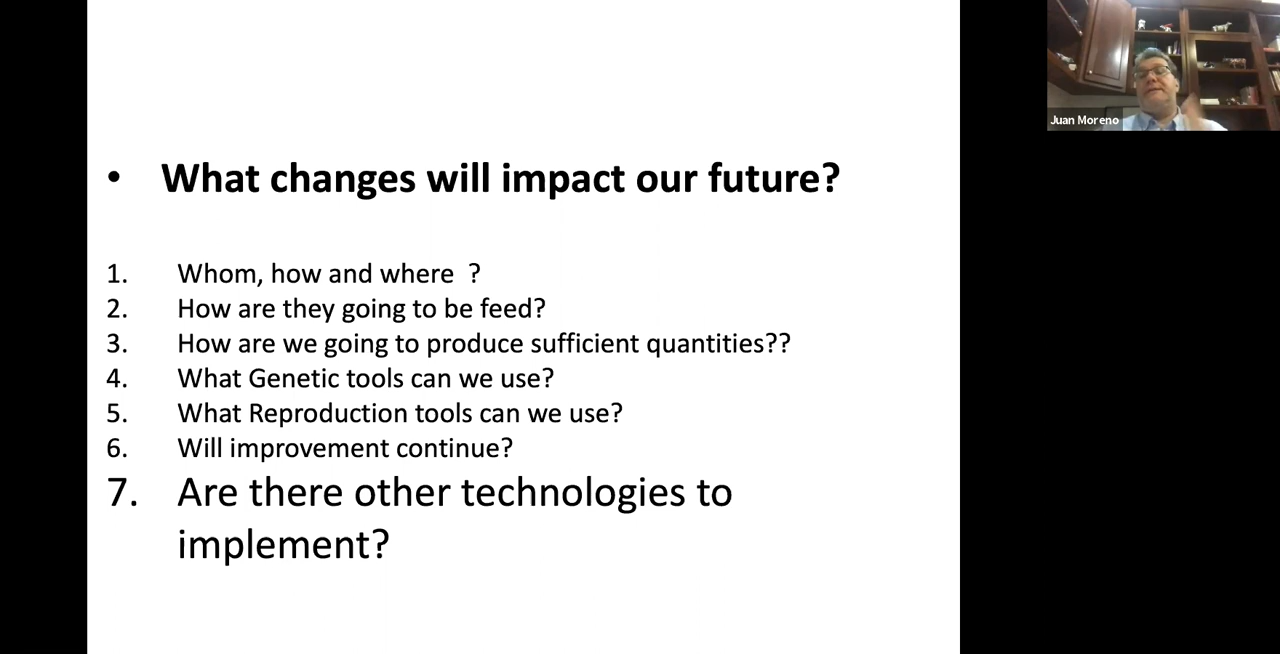 • What changes will impact our future?
1. Whom, how and where ?
2. How are they going to be feed?
3. How are we going to produce sufficient quantities??
4. What Genetic tools can we use?
5. What Reproduction tools can we use?
6. Will improvement continue?
7. Are there other technologies to
implement?
Juan Moreno